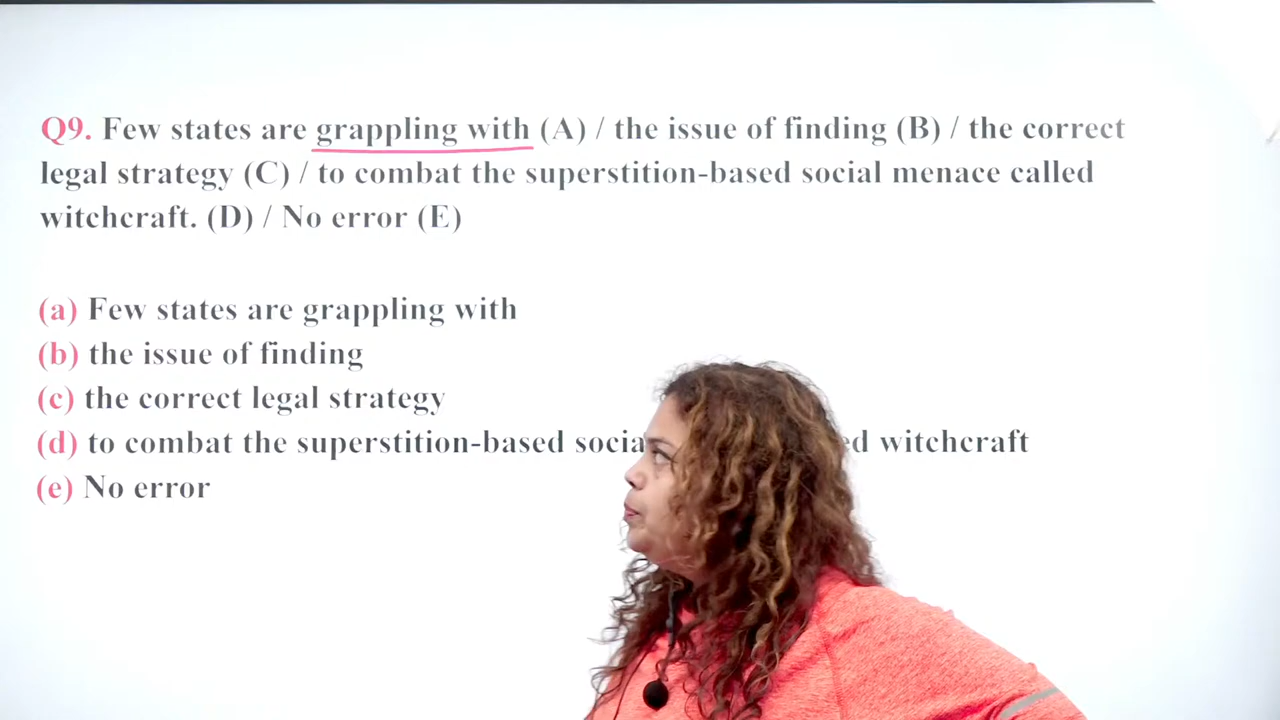 Q9. Few states are grappling with (A) / the issue of finding (B) / the correct
legal strategy (C) / to combat the superstition-based social menace called
witchcraft. (D) / No error (E)
(a) Few states are grappling with
(b) the issue of finding
(c) the correct legal strategy
(d) to combat the superstition-based witchcraft
(e) No error